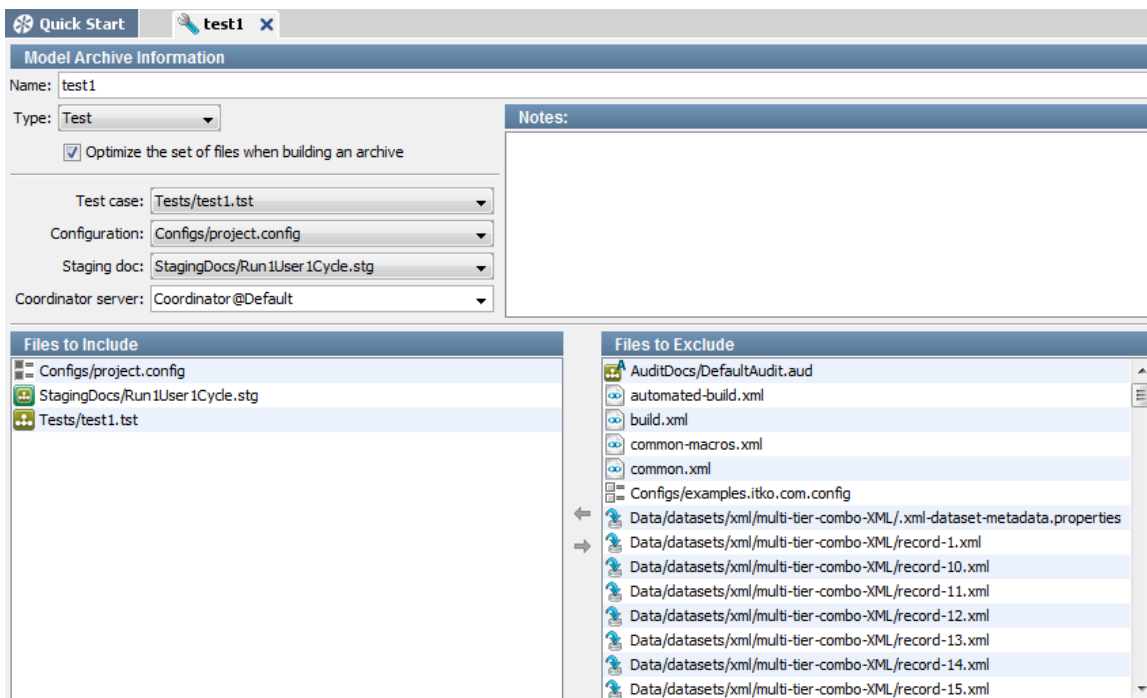 Quick Start
test1
Model Archive Information
Name: test1
Type: Test
Notes:
Optimize the set of files when building an archive
Test case: Tests/test1.tst
Configuration: Configs/project.config
Staging doc: StagingDocs/Run1User1Cycle.stg
Coordinator server: Coordinator@Default
Files to Include
Configs/project.config
StagingDocs/Run1User1Cycle.stg
Tests/test1.tst
Files to Exclude
AuditDocs/DefaultAudit.aud
automated-build.xml
build.xml
common-macros.xml
common.xml
Configs/examples.itko.com.config
Data/datasets/xml/multi-tier-combo-XML/.xml-dataset-metadata.properties
Data/datasets/xml/multi-tier-combo-XML/record-1.xml
Data/datasets/xml/multi-tier-combo-XML/record-10.xml
Data/datasets/xml/multi-tier-combo-XML/record-11.xml
Data/datasets/xml/multi-tier-combo-XML/record-12.xml
Data/datasets/xml/multi-tier-combo-XML/record-13.xml
Data/datasets/xml/multi-tier-combo-XML/record-14.xml
Data/datasets/xml/multi-tier-combo-XML/record-15.xml